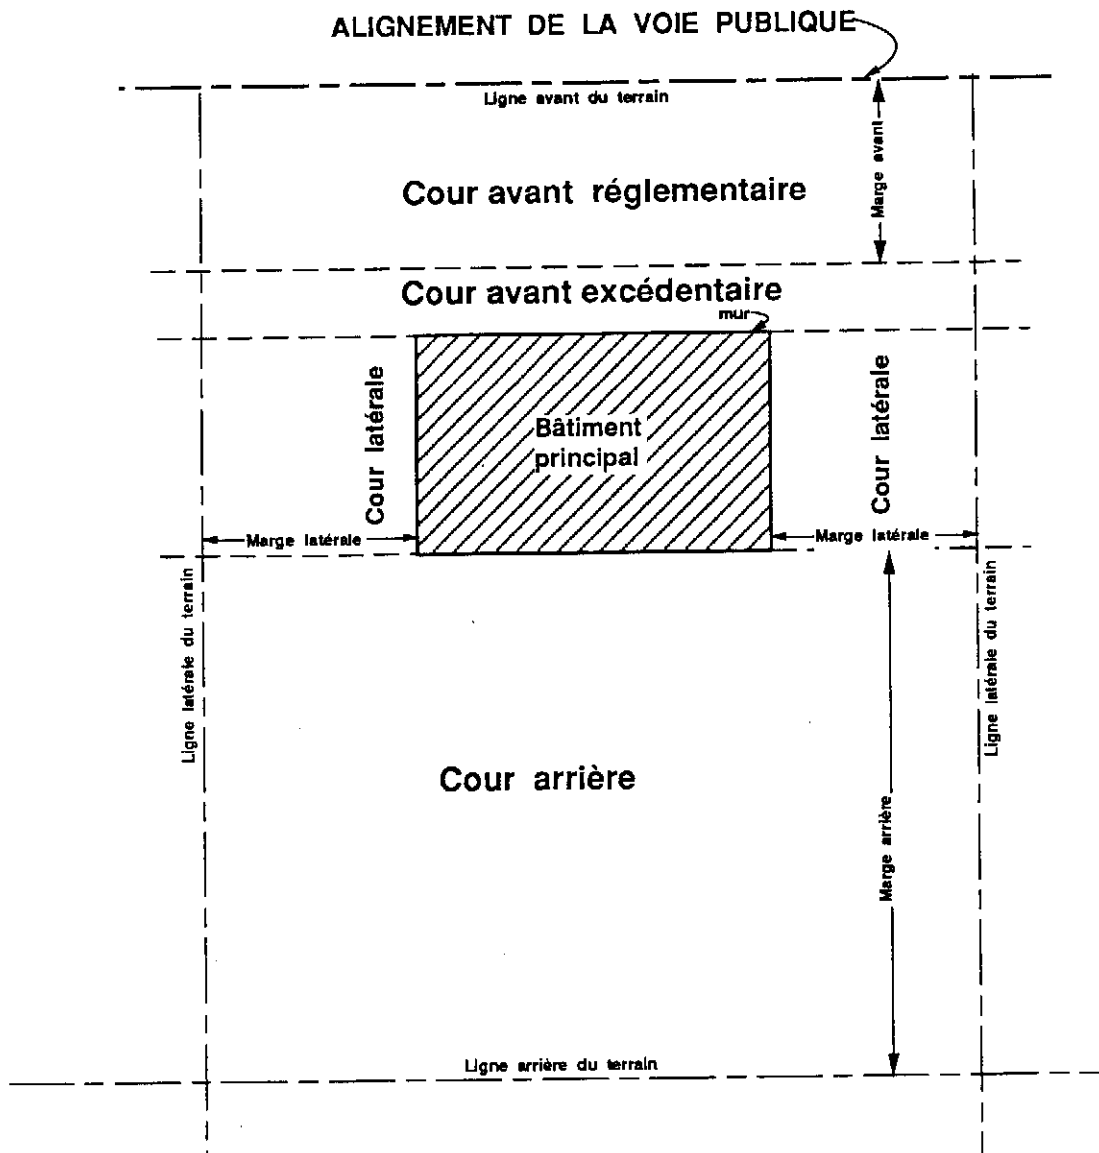 ALIGNEMENT DE LA VOIE PUBLIQUE
Ligne avant du terrain
Marge avant
Cour avant réglementaire
Cour avant excédentaire
mur
Cour latérale
Bâtiment
principal
Cour latérale
Marge latérale
Marge latérale
Ligne latérale du terrain
Ligne latérale du terrain
Cour arrière
Marge arrière
Ligne arrière du terrain